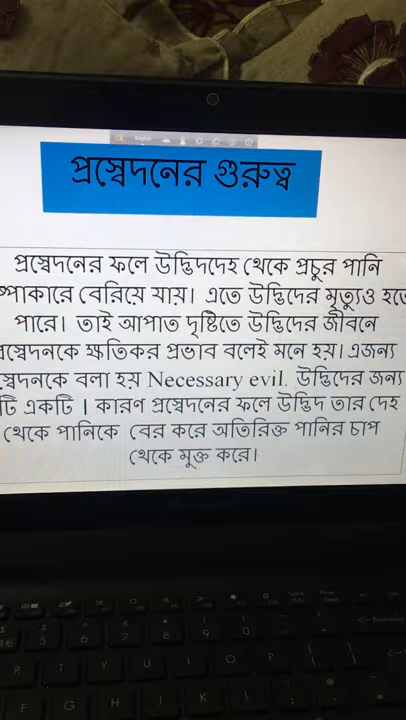 প্রস্বেদনের গুরুত্ব
প্রস্বেদনের ফলে উদ্ভিদদেহ থেকে প্রচুর পানি
ষ্পাকারে বেরিয়ে যায়। এতে উদ্ভিদের মৃত্যুও হতে
পারে। তাই আপাত দৃষ্টিতে উদ্ভিদের জীবনে
্রস্বেদনকে ক্ষতিকর প্রভাব বলেই মনে হয়। এজন্য
স্বেদনকে বলা হয় Necessary evil. উদ্ভিদের জন্য
টি একটি । কারণ প্রস্বেদনের ফলে উদ্ভিদ তার দেহ
থেকে পানিকে বের করে অতিরিক্ত পানির চাপ
থেকে মুক্ত করে।